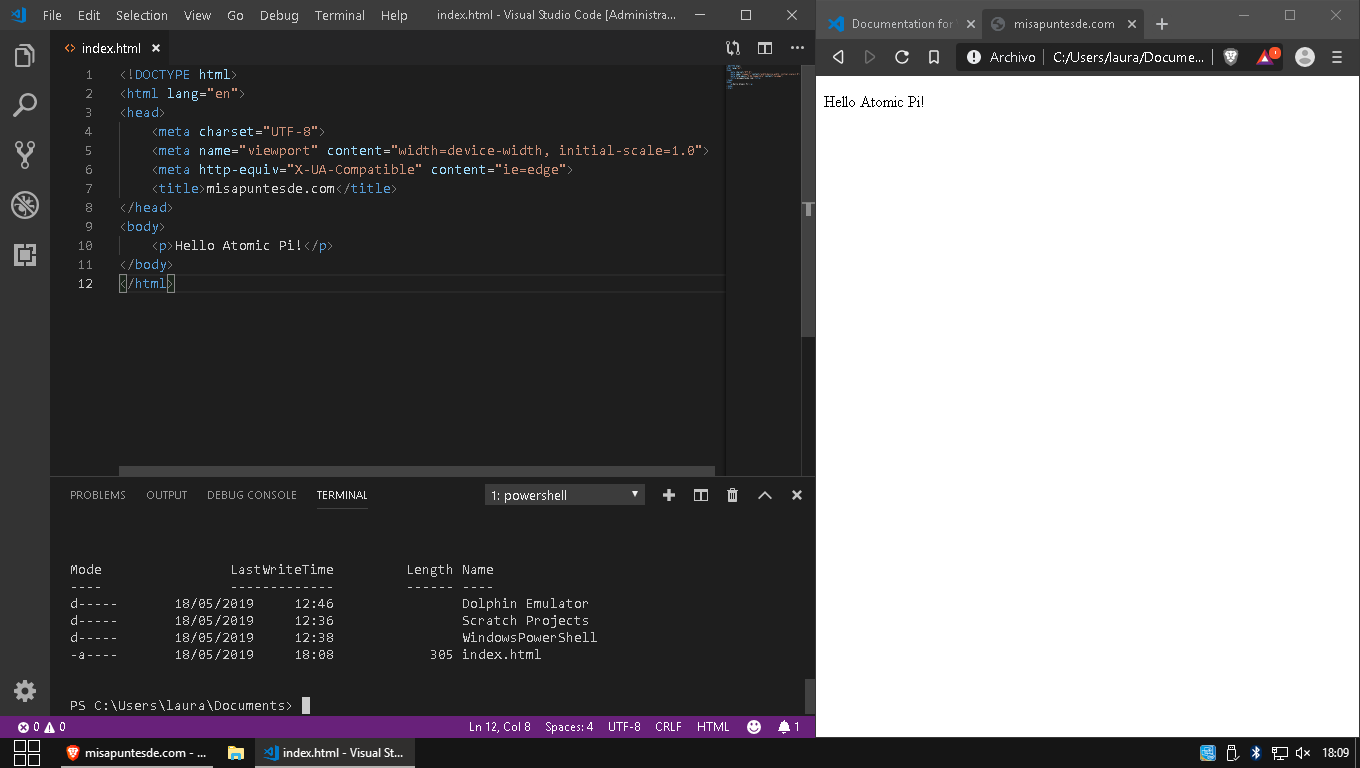 File Edit Selection View Go Debug Terminal Help index.html - Visual Studio Code [Administra...
index.html
1 <!DOCTYPE html>
2 <html lang="en">
3 <head>
4 <meta charset="UTF-8">
5 <meta name="viewport" content="width=device-width, initial-scale=1.0">
6 <meta http-equiv="X-UA-Compatible" content="ie=edge">
7 <title>misapuntesde.com</title>
8 </head>
9 <body>
10 <p>Hello Atomic Pi!</p>
11 </body>
12 </html>
PROBLEMS OUTPUT DEBUG CONSOLE TERMINAL 1: powershell
Mode LastWriteTime Length Name
---- ------------- ------ ----
d----- 18/05/2019 12:46 Dolphin Emulator
d----- 18/05/2019 12:36 Scratch Projects
d----- 18/05/2019 12:38 WindowsPowerShell
-a---- 18/05/2019 18:08 305 index.html
PS C:\Users\laura\Documents>
0 0 Ln 12, Col 8 Spaces: 4 UTF-8 CRLF HTML 1
Documentation for misapuntesde.com
Archivo C:/Users/laura/Docume... 1
Hello Atomic Pi!
misapuntesde.com - ... index.html - Visual St... 18:09